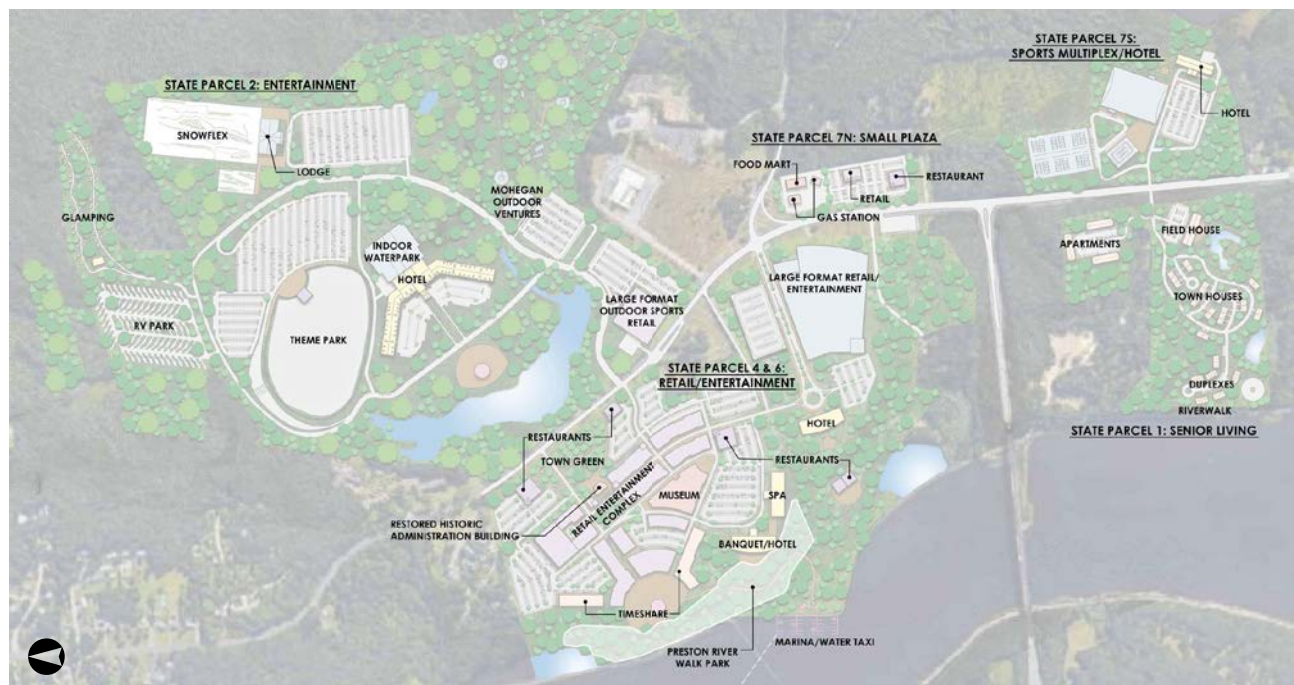 STATE PARCEL 7S:
SPORTS MULTIPLEX/HOTEL
STATE PARCEL 2: ENTERTAINMENT
HOTEL
SNOWFLEX
STATE PARCEL 7N: SMALL PLAZA
FOOD MART
LODGE
RESTAURANT
RETAIL
MOHEGAN
OUTDOOR
VENTURES
GLAMPING
GAS STATION
FIELD HOUSE
APARTMENTS
INDOOR
WATERPARK
HOTEL
LARGE FORMAT RETAIL/
ENTERTAINMENT
TOWN HOUSES
LARGE FORMAT
OUTDOOR SPORTS
RETAIL
RV PARK
THEME PARK
STATE PARCEL 4 & 6:
RETAIL/ENTERTAINMENT
DUPLEXES
RIVERWALK
HOTEL
STATE PARCEL 1: SENIOR LIVING
RESTAURANTS
TOWN GREEN
RESTAURANTS
RETAIL ENTERTAINMENT
COMPLEX
MUSEUM
SPA
RESTORED HISTORIC
ADMINISTRATION BUILDING
BANQUET/HOTEL
TIMESHARE
MARINA/WATER TAXI
PRESTON RIVER
WALK PARK